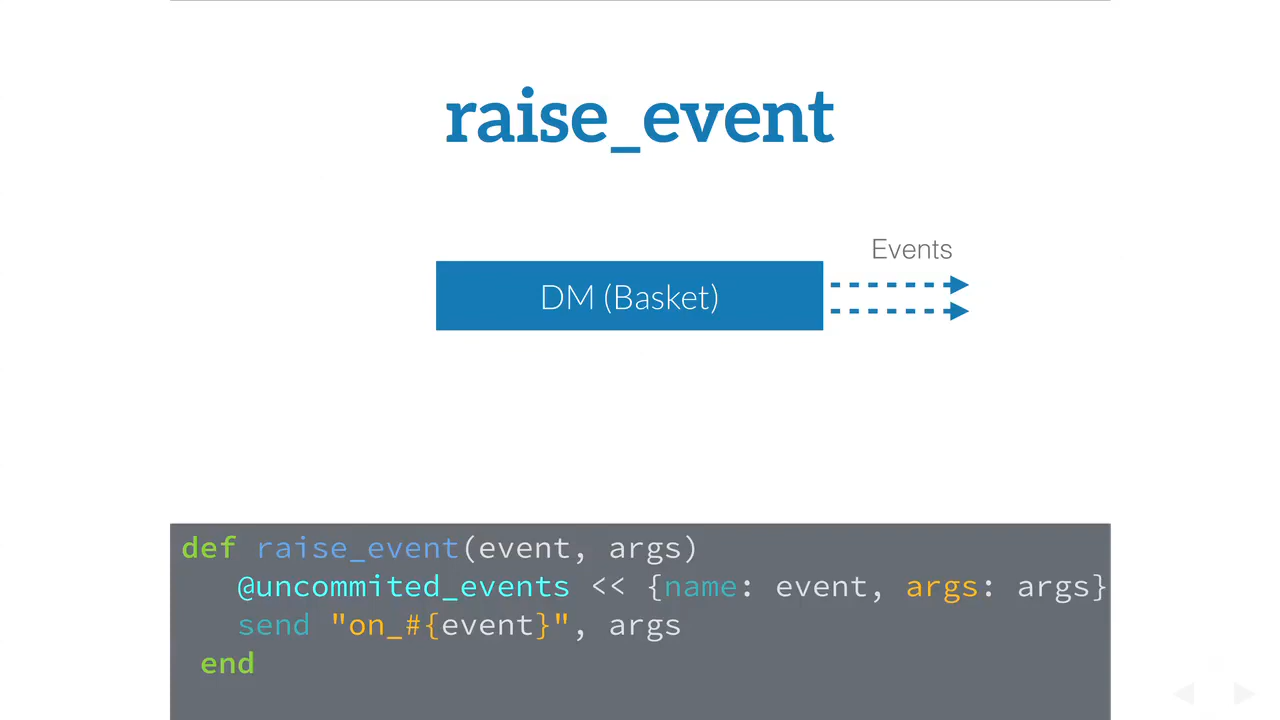 raise_event
Events
DM (Basket)
def raise_event(event, args)
@uncommited_events << {name: event, args: args}
send "on_#{event}", args
end